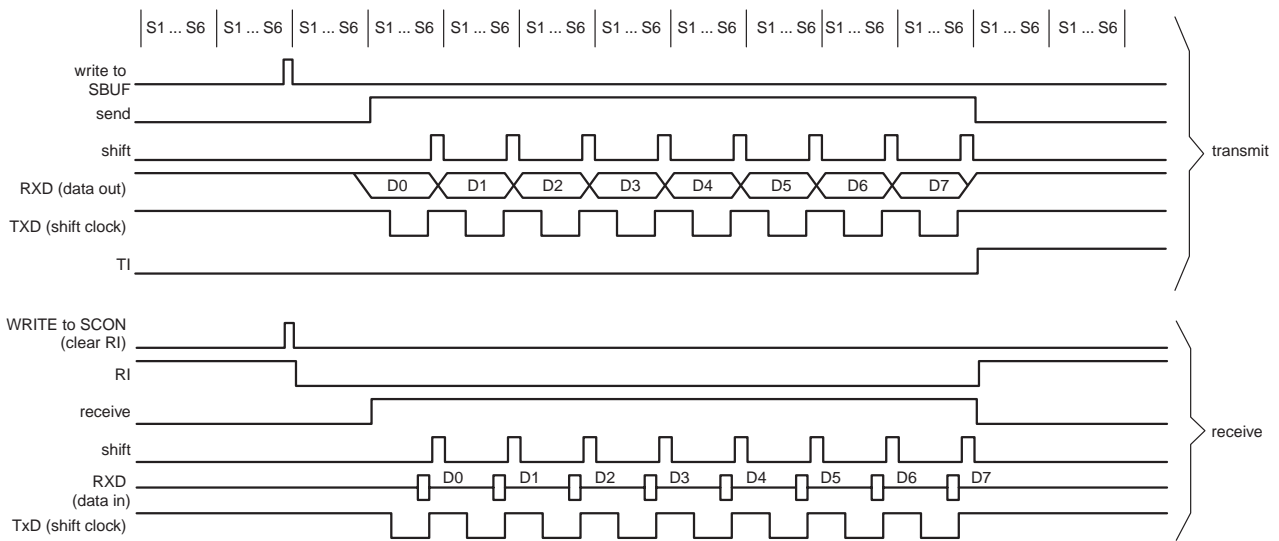 S1 ... S6 S1 ... S6 S1 ... S6 S1 ... S6 S1 ... S6 S1 ... S6 S1 ... S6 S1 ... S6 S1 ... S6 S1 ... S6 S1 ... S6 S1 ... S6 S1 ... S6
write to
SBUF
send
shift
transmit
RXD (data out) D0 D1 D2 D3 D4 D5 D6 D7
TXD (shift clock)
TI
WRITE to SCON
(clear RI)
RI
receive
receive
shift
RXD D0 D1 D2 D3 D4 D5 D6 D7
(data in)
TxD (shift clock)